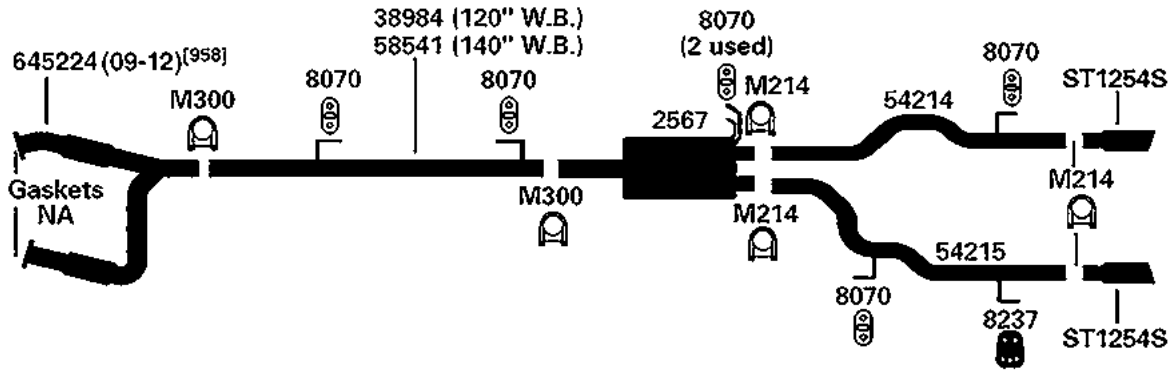 38984 (120" W.B.)
58541 (140" W.B.)
8070
(2 used)
8070
ST1254S
645224 (09-12)[958]
8070
8070
M300
M214
54214
2567
Gaskets
NA
M300
M214
M214
54215
8070
8237
ST1254S